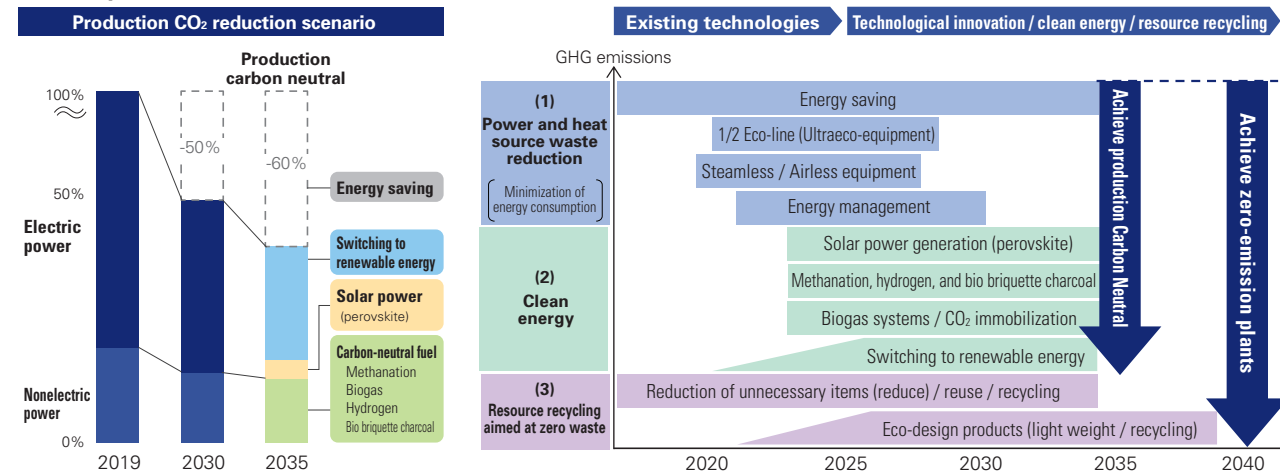 Production CO₂ reduction scenario
Production
carbon neutral
100%
50%
0%
Electric
power
Nonelectric
power
-50%
-60%
Energy saving
Switching to
renewable energy
Solar power
(perovskite)
Carbon-neutral fuel
Methanation
Biogas
Hydrogen
Bio briquette charcoal
2019
2030
2035
Existing technologies
Technological innovation / clean energy / resource recycling
GHG emissions
(1)
Power and heat
source waste
reduction
Minimization of
energy consumption
Energy saving
1/2 Eco-line (Ultraeco-equipment)
Steamless / Airless equipment
Energy management
(2)
Clean
energy
Solar power generation (perovskite)
Methanation, hydrogen, and bio briquette charcoal
Biogas systems / CO₂ immobilization
Switching to renewable energy
(3)
Resource recycling
aimed at zero waste
Reduction of unnecessary items (reduce) / reuse / recycling
Eco-design products (light weight / recycling)
Achieve production Carbon Neutral
Achieve zero-emission plants
2020
2025
2030
2035
2040